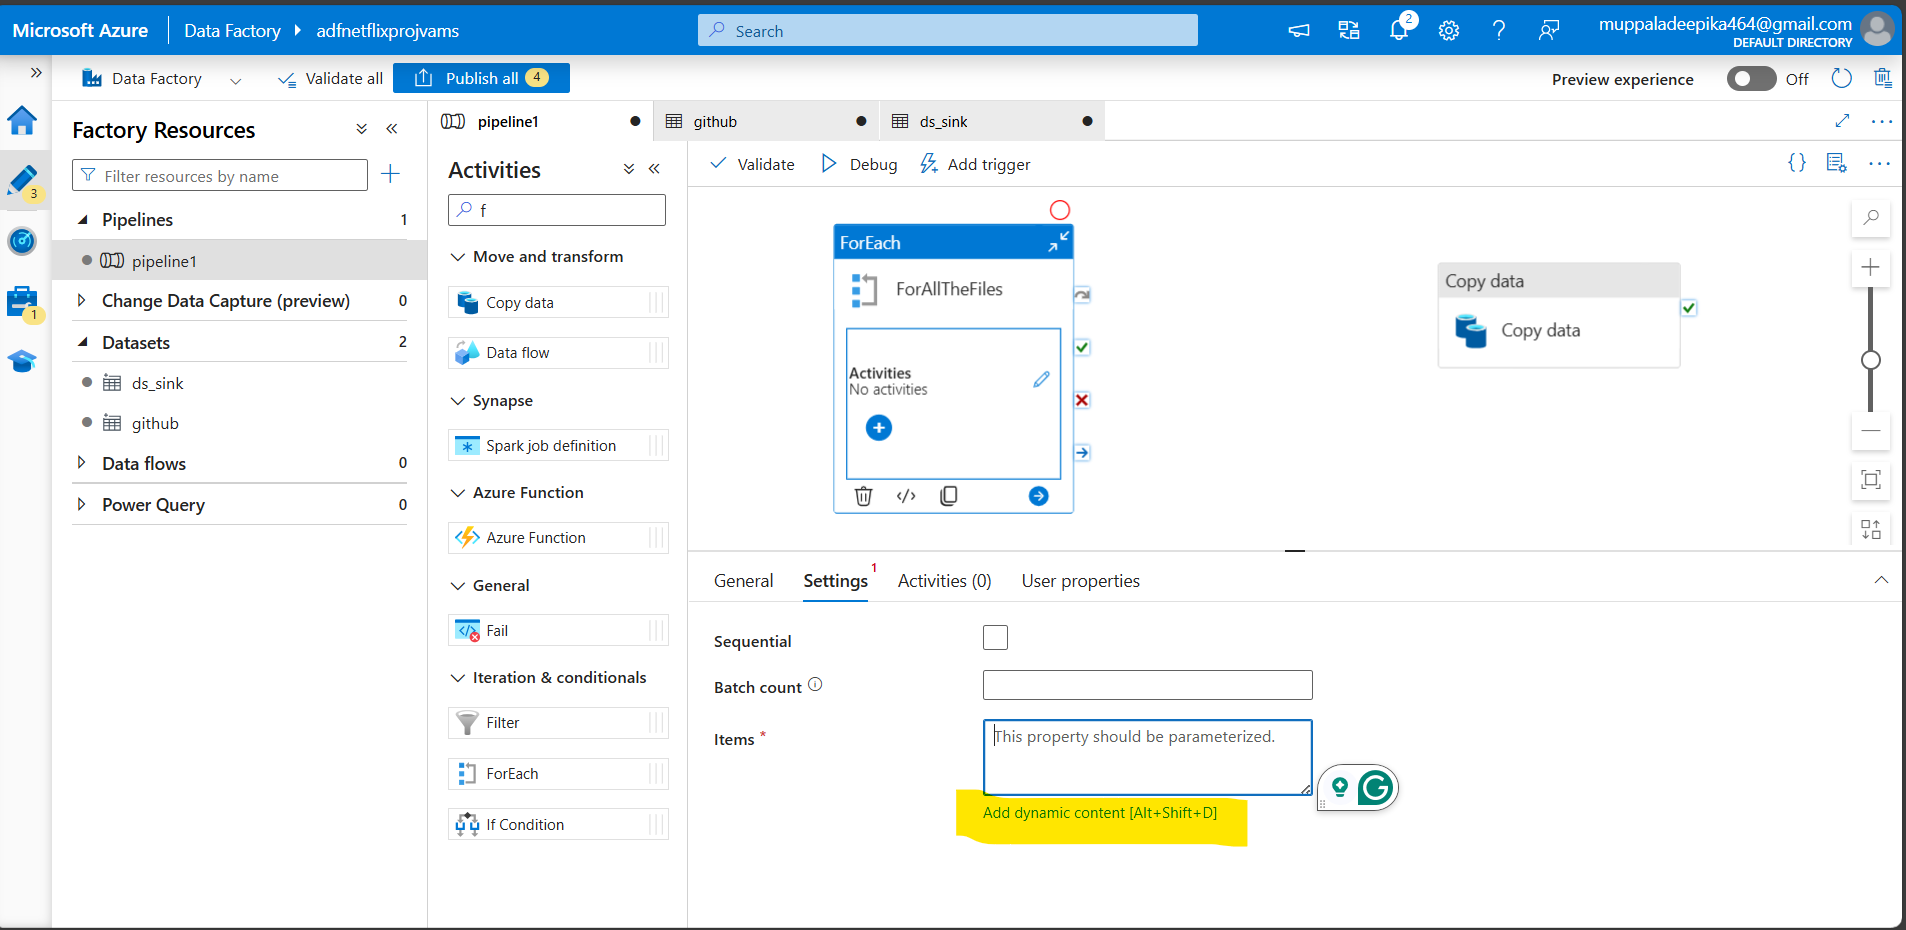 Microsoft Azure
Data Factory
adfnetflixprojvams
Search
2
muppaladeepika464@gmail.com
DEFAULT DIRECTORY
Data Factory
Validate all
Publish all
4
Preview experience
Off
3
1
Factory Resources
Filter resources by name
Pipelines
1
pipeline1
Change Data Capture (preview)
0
Datasets
2
ds_sink
github
Data flows
0
Power Query
0
pipeline1
github
ds_sink
Activities
f
Move and transform
Copy data
Data flow
Synapse
Spark job definition
Azure Function
Azure Function
General
Fail
Iteration & conditionals
Filter
ForEach
If Condition
Validate
Debug
Add trigger
ForEach
ForAllTheFiles
Activities
No activities
Copy data
Copy data
General
Settings
1
Activities (0)
User properties
Sequential
Batch count
Items *
This property should be parameterized.
Add dynamic content [Alt+Shift+D]